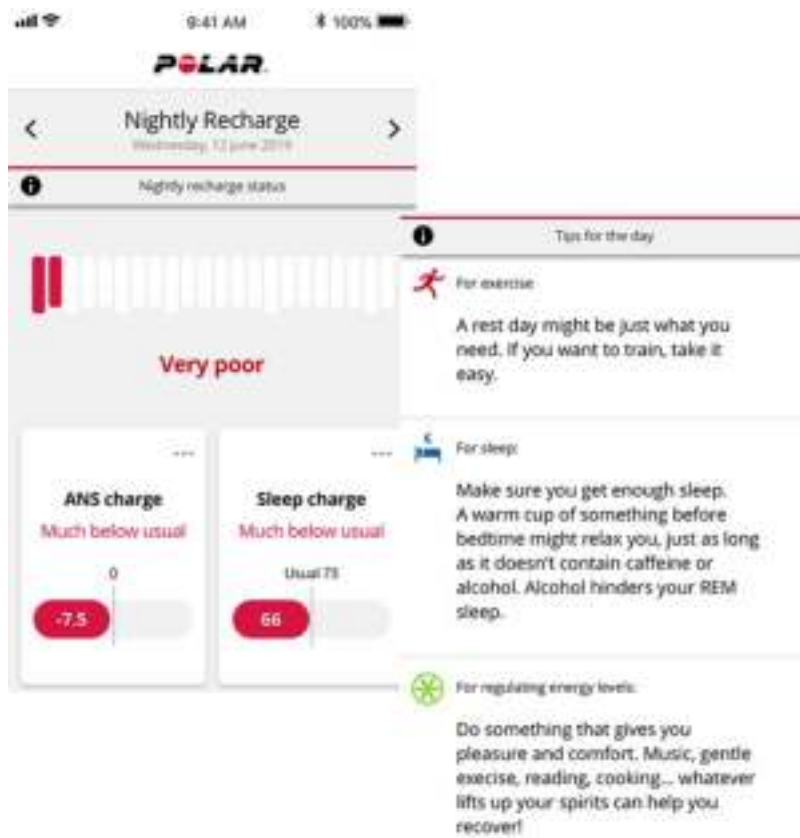 9:41 AM
100%
POLAR
Nightly Recharge
Wednesday, 12 june 2019
Nightly recharge status
Very poor
ANS charge
Much below usual
0
-7.5
Sleep charge
Much below usual
Usual 75
66
Tips for the day
For exercise
A rest day might be just what you
need. If you want to train, take it
easy.
For sleep:
Make sure you get enough sleep.
A warm cup of something before
bedtime might relax you, just as long
as it doesn't contain caffeine or
alcohol. Alcohol hinders your REM
sleep.
For regulating energy levels:
Do something that gives you
pleasure and comfort. Music, gentle
execise, reading, cooking... whatever
lifts up your spirits can help you
recover!